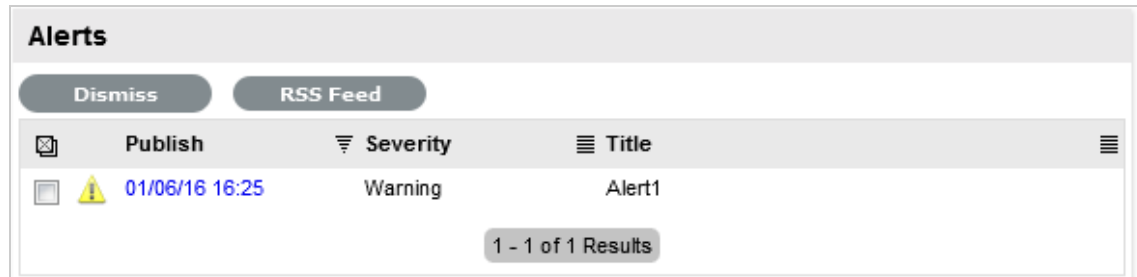 Alerts
Dismiss RSS Feed
Publish Severity Title
01/06/16 16:25 Warning Alert1
1 - 1 of 1 Results